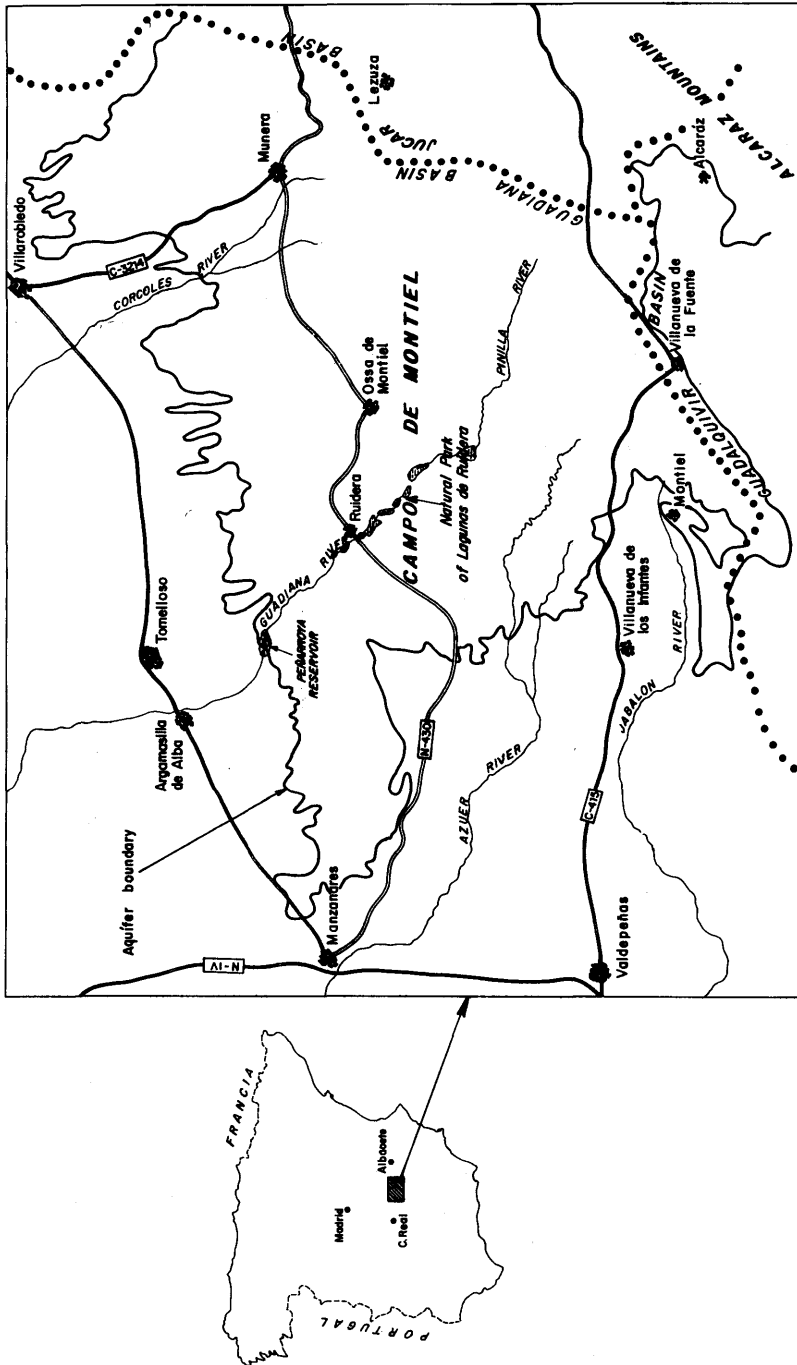 FRANCIA
PORTUGAL
Madrid
C. Real
Albacete
Villarobledo
C-3214
CORCOLES
RIVER
Munera
BASIN
JUCAR
BASIN
GUADIANA
Lezuza
Tomelloso
Argamasilla
de Alba
Aquífer boundary
GUADIANA RIVER
PEÑARROYA
RESERVOIR
Ruidera
Ossa de
Montiel
CAMPO DE MONTIEL
Natural Park
of Lagunas de Ruidera
PINILLA RIVER
N-IV
Manzanares
N-430
AZUER
RIVER
Valdepeñas
C-415
Villanueva de
los Infantes
JABALON
RIVER
Montiel
GUADALQUIVIR
BASIN
Villanueva de
la Fuente
Alcaráz
ALCARAZ
MOUNTAINS